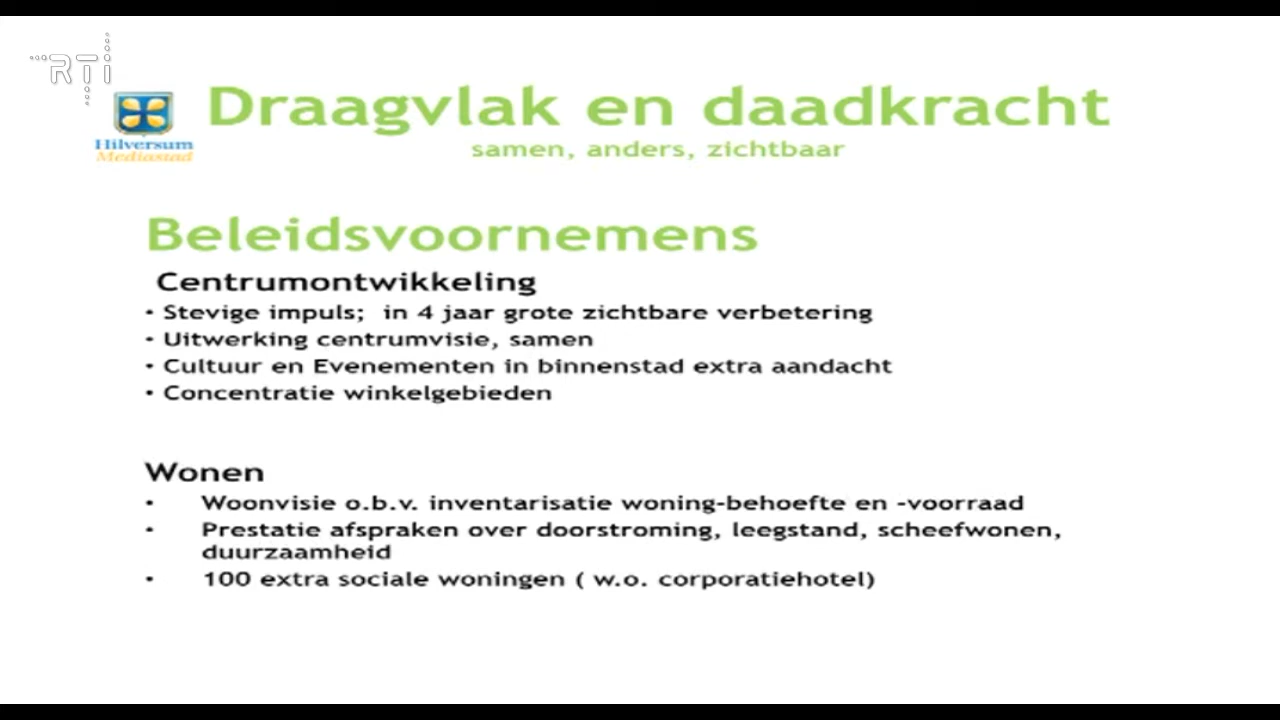 RTi
Draagvlak en daadkracht
Hilversum
Mediastad
samen, anders, zichtbaar
Beleidsvoornemens
Centrumontwikkeling
• Stevige impuls; in 4 jaar grote zichtbare verbetering
• Uitwerking centrumvisie, samen
• Cultuur en Evenementen in binnenstad extra aandacht
• Concentratie winkelgebieden
Wonen
• Woonvisie o.b.v. inventarisatie woning-behoefte en -voorraad
• Prestatie afspraken over doorstroming, leegstand, scheefwonen,
duurzaamheid
• 100 extra sociale woningen ( w.o. corporatiehotel)